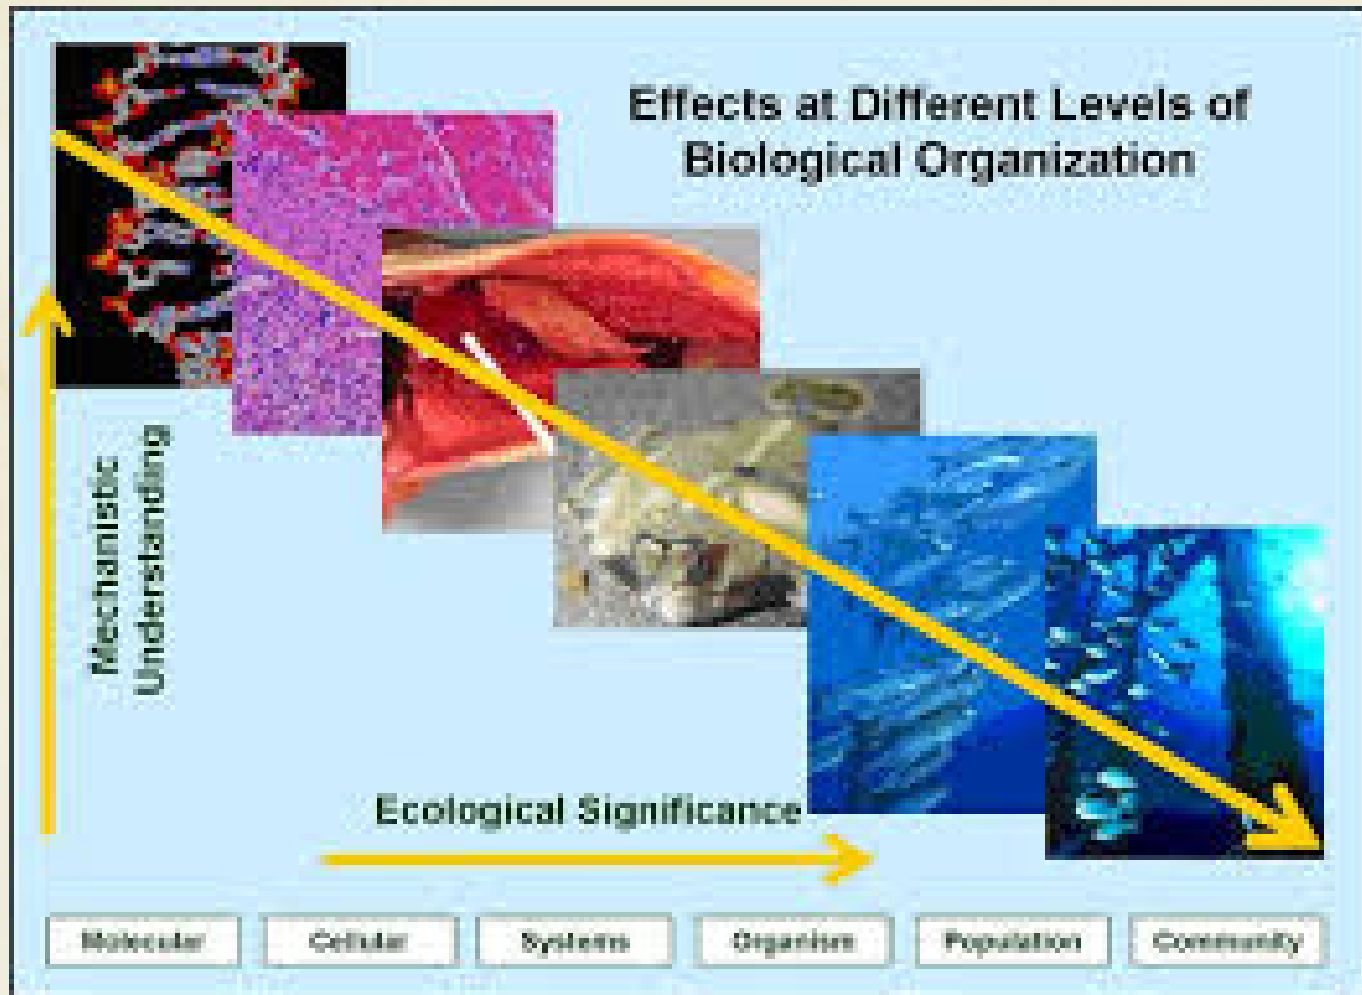 Effects at Different Levels of
Biological Organization
Mechanistic
Understanding
Ecological Significance
Molecular
Cellular
Systems
Organism
Population
Community